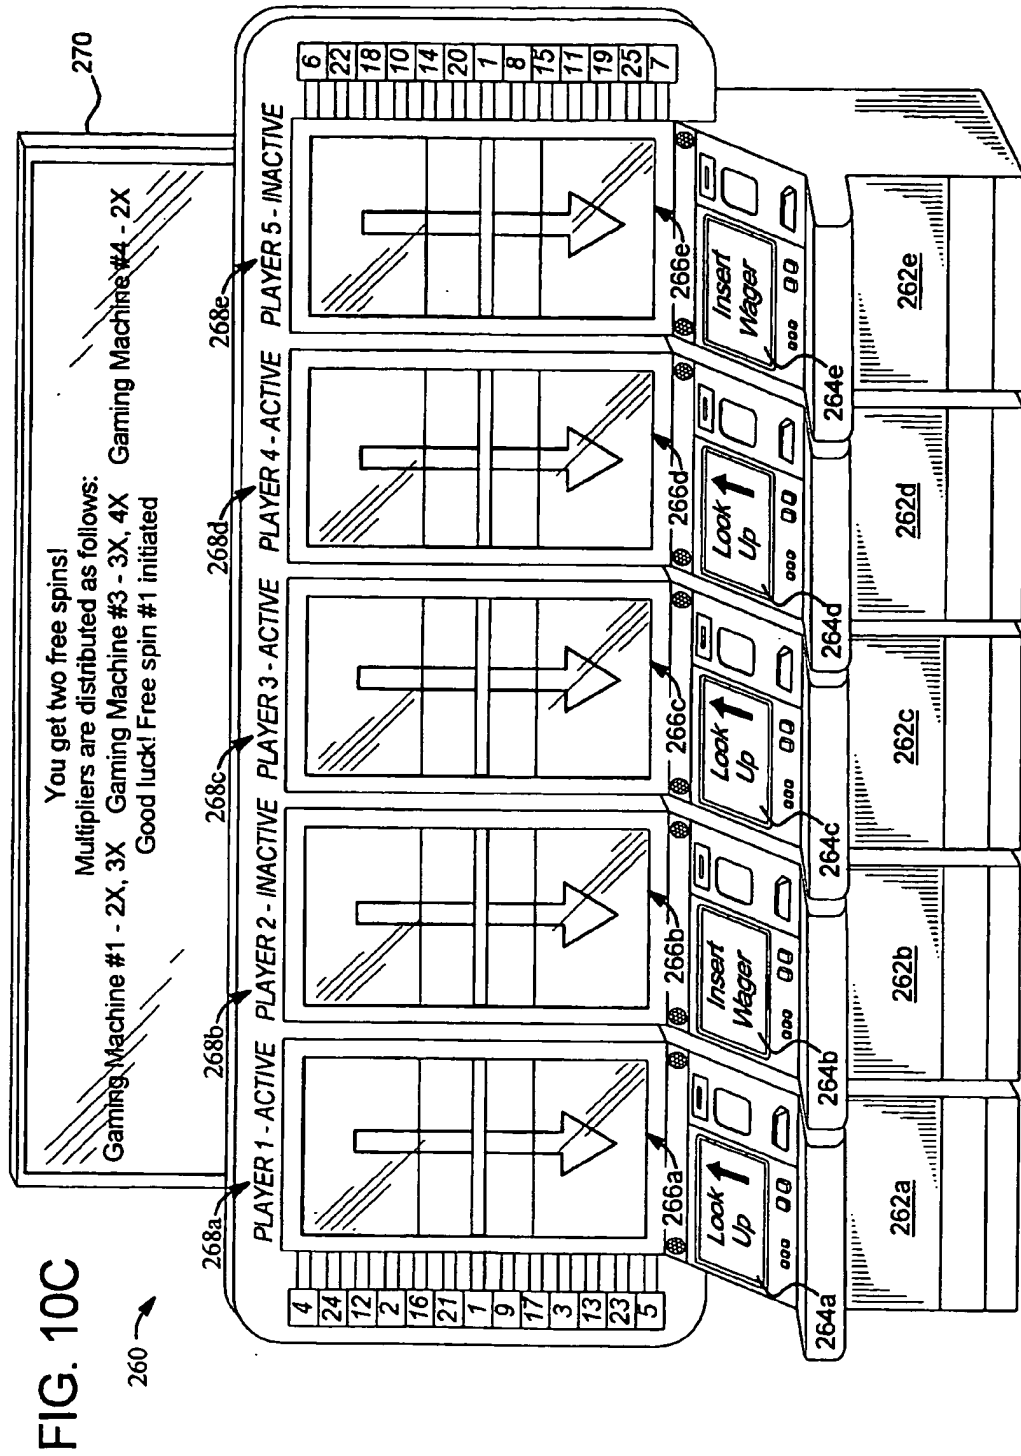 FIG. 10C
260
270
You get two free spins!
Multipliers are distributed as follows:
Gaming Machine #1 - 2X, 3X Gaming Machine #3 - 3X, 4X Gaming Machine #4 - 2X
Good luck! Free spin #1 initiated
268a
268b
268c
268d
268e
PLAYER 1 - ACTIVE
PLAYER 2 - INACTIVE
PLAYER 3 - ACTIVE
PLAYER 4 - ACTIVE
PLAYER 5 - INACTIVE
4
24
12
2
16
21
1
9
17
3
13
23
5
6
22
18
10
14
20
1
8
15
11
19
25
7
266a
266b
266c
266d
266e
Look
Up
Insert
Wager
Look
Up
Look
Up
Insert
Wager
264a
264b
264c
264d
264e
262a
262b
262c
262d
262e